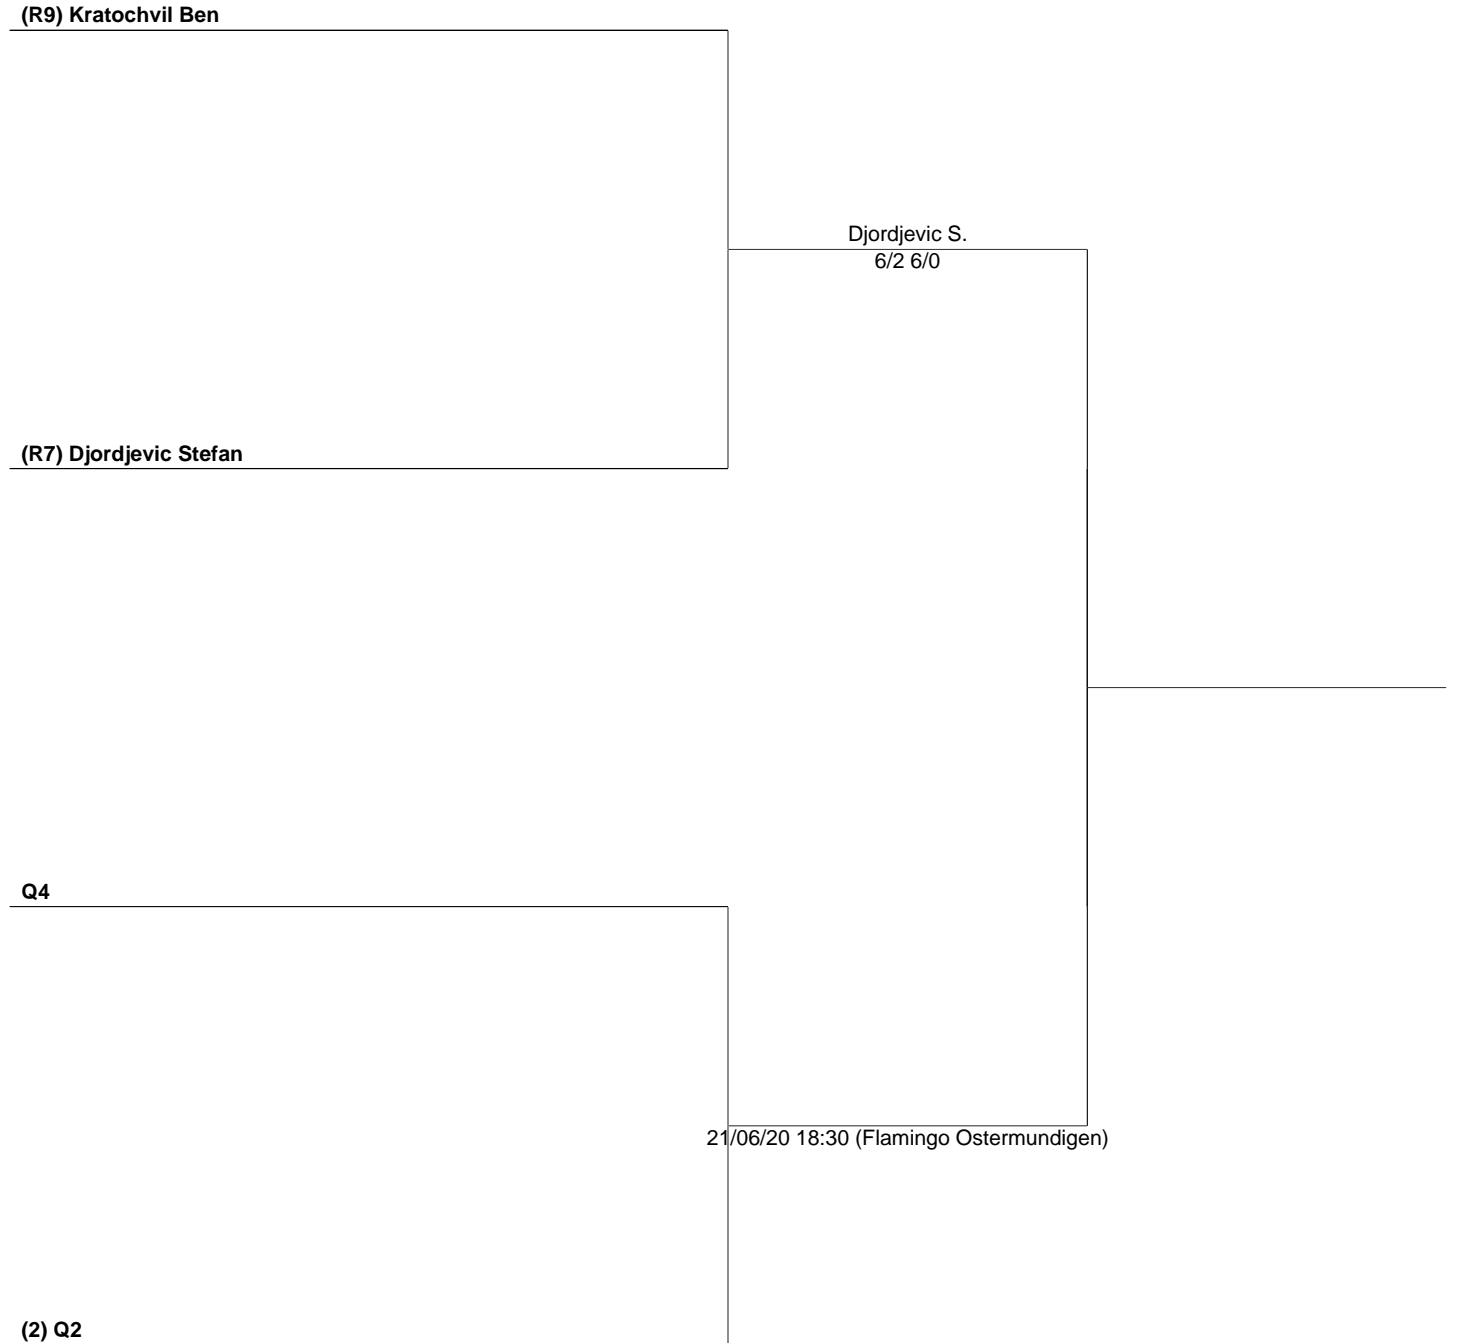 (R9) Kratochvil Ben
Djordjevic S.
6/2 6/0
(R7) Djordjevic Stefan
Q4
21/06/20 18:30 (Flamingo Ostermundigen)
(2) Q2